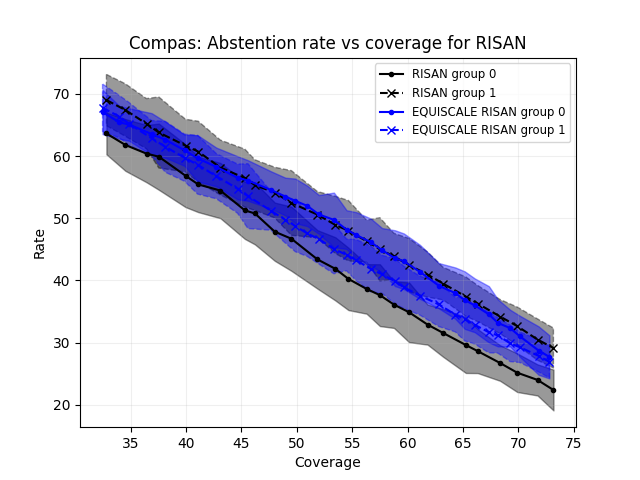 Compas: Abstention rate vs coverage for RISAN
RISAN group 0
RISAN group 1
EQUISCALE RISAN group 0
EQUISCALE RISAN group 1
70
60
50
40
30
20
Rate
35 40 45 50 55 60 65 70 75
Coverage